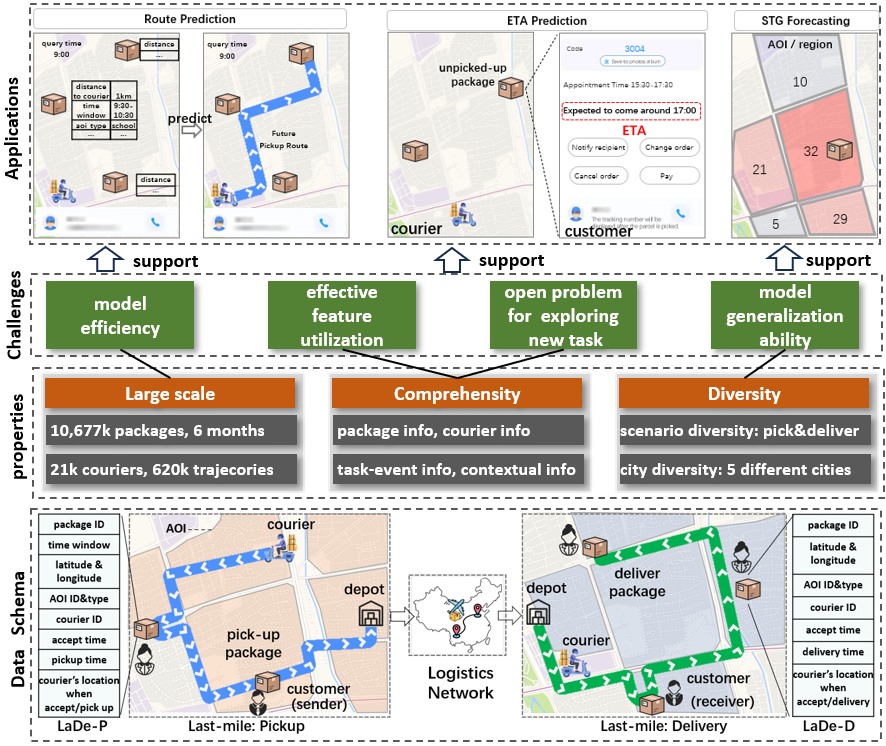 Route Prediction
ETA Prediction
STG Forecasting
Applications
query time
9:00
distance
...
distance
to courier
1km
time
window
9:30-
10:30
aoi type
school
...
...
distance
...
predict
query time
9:00
Future
Pickup Route
unpicked-up
package
courier
Code
3004
Save to photos album
Appointment Time 15:30-17:30
Expected to come around 17:00
ETA
Notify recipient
Change order
Cancel order
Pay
The tracking number will be
displayed after the parcel is picked.
customer
AOI / region
10
21
32
5
29
support
support
support
Challenges
model
efficiency
effective
feature
utilization
open problem
for exploring
new task
model
generalization
ability
properties
Large scale
10,677k packages, 6 months
21k couriers, 620k trajecories
Comprehensity
package info, courier info
task-event info, contextual info
Diversity
scenario diversity: pick&deliver
city diversity: 5 different cities
Data Schema
package ID
time window
latitude &
longitude
AOI ID&type
courier ID
accept time
pickup time
courier's location
when
accept/pick up
LaDe-P
AOI
courier
depot
pick-up
package
customer
(sender)
Last-mile: Pickup
Logistics
Network
depot
deliver
package
courier
customer
(receiver)
Last-mile: Delivery
package ID
latitude &
longitude
AOI ID&type
courier ID
accept time
delivery time
courier's location
when
accept/delivery
LaDe-D